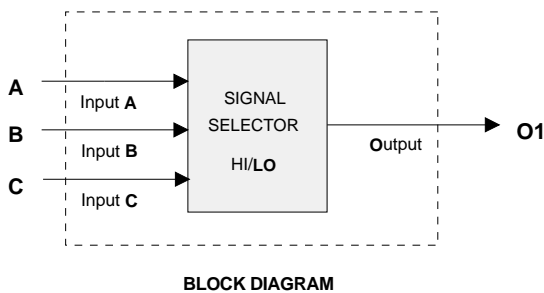 A
Input A
B
Input B
C
Input C
SIGNAL
SELECTOR
HI/LO
Output
O1
BLOCK DIAGRAM